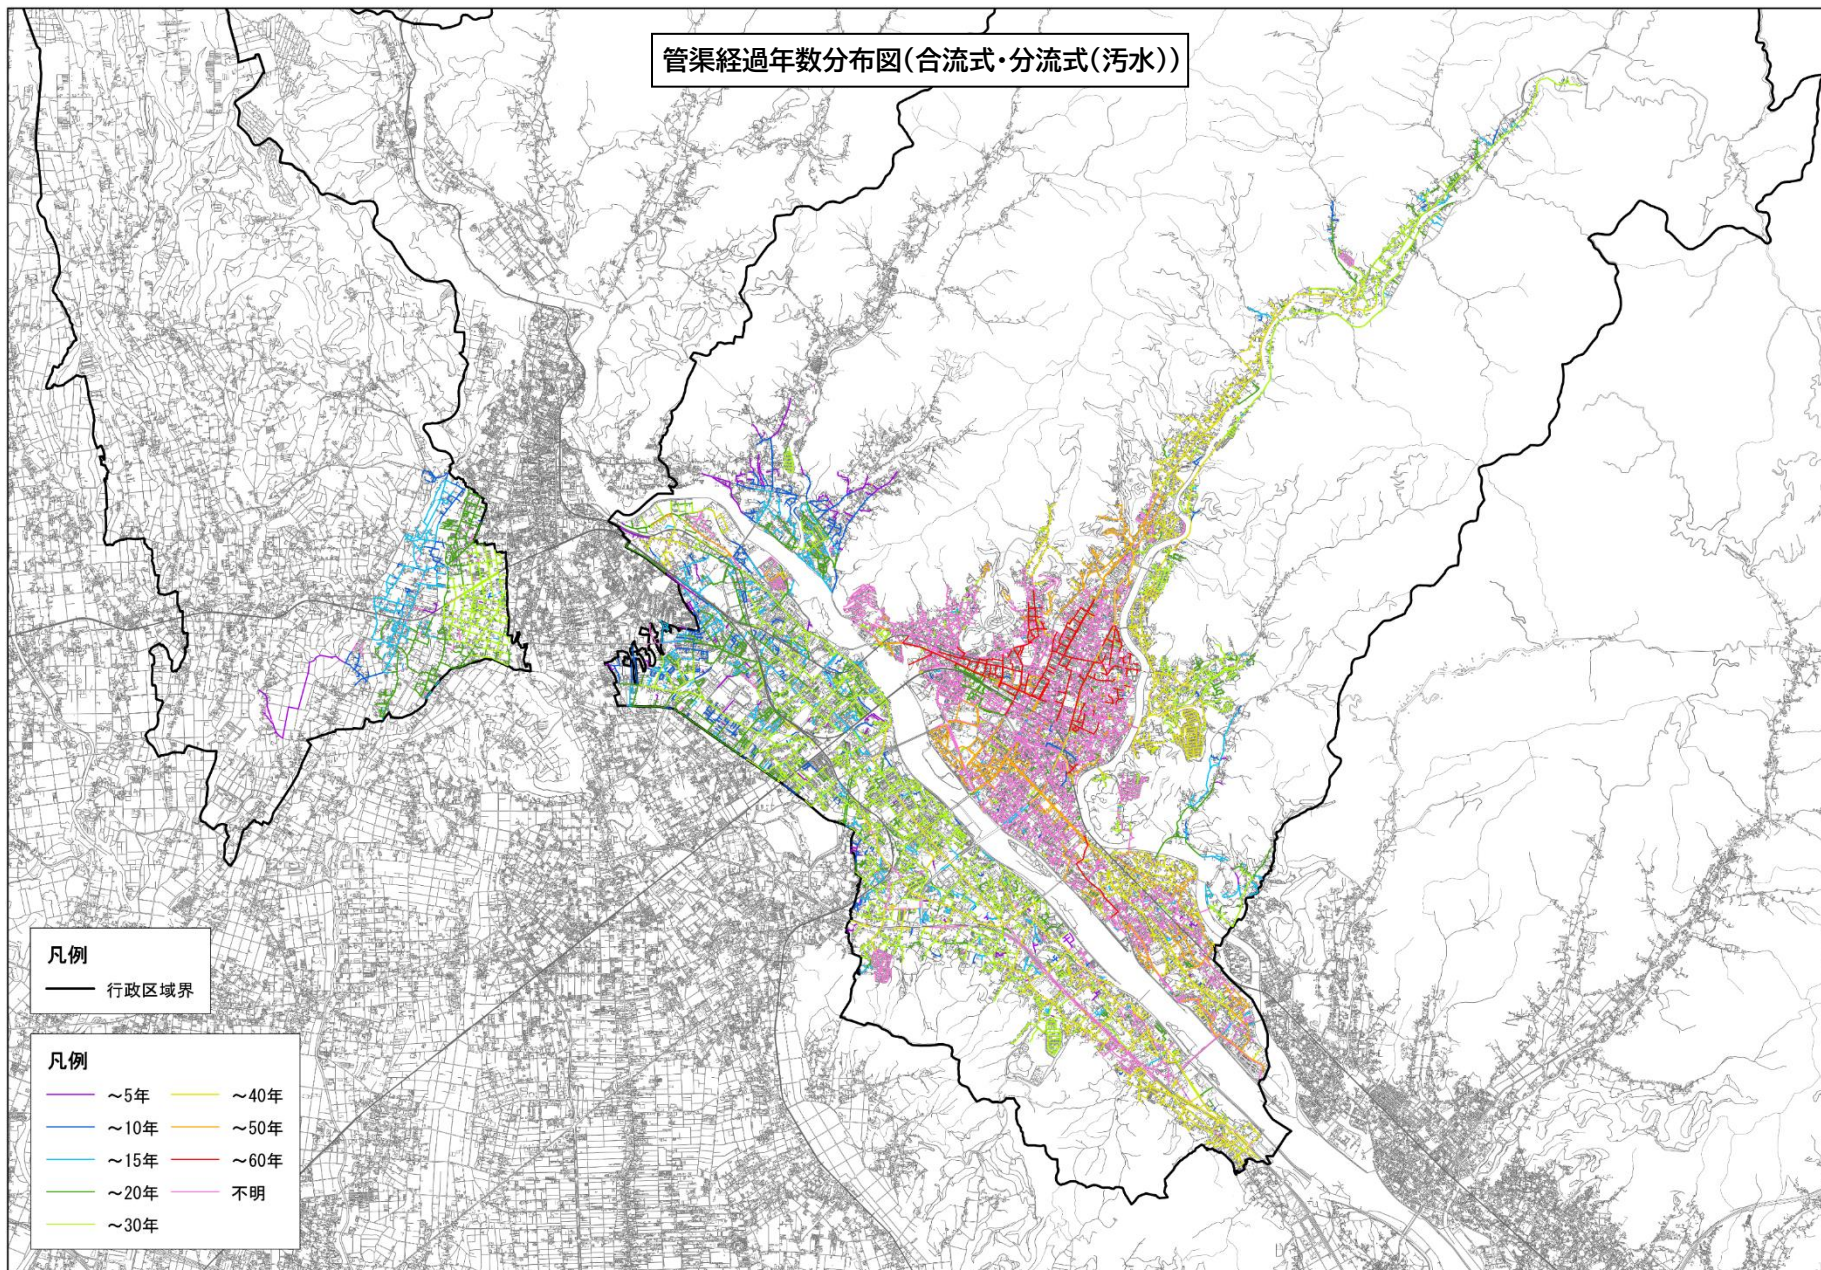 管渠経過年数分布図(合流式・分流式(汚水))
凡例
行政区域界
凡例
～5年
～40年
～10年
～50年
～15年
～60年
～20年
不明
～30年